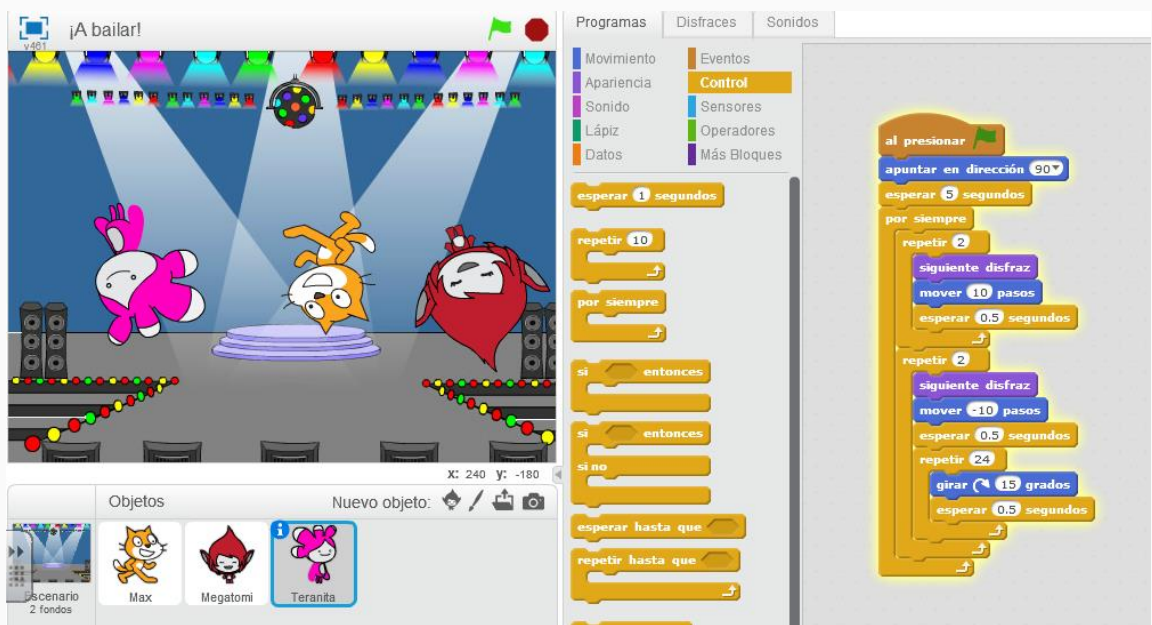 ¡A bailar!
v461
x: 240 y: -180
Objetos
Nuevo objeto:
Escenario
2 fondos
Max
Megatomi
Teranita
Programas
Disfraces
Sonidos
Movimiento
Apariencia
Sonido
Lápiz
Datos
Eventos
Control
Sensores
Operadores
Más Bloques
esperar 1 segundos
repetir 10
por siempre
si entonces
si entonces
si no
esperar hasta que
repetir hasta que
al presionar
apuntar en dirección 90
esperar 5 segundos
por siempre
repetir 2
siguiente disfraz
mover 10 pasos
esperar 0.5 segundos
repetir 2
siguiente disfraz
mover -10 pasos
esperar 0.5 segundos
repetir 24
girar 15 grados
esperar 0.5 segundos